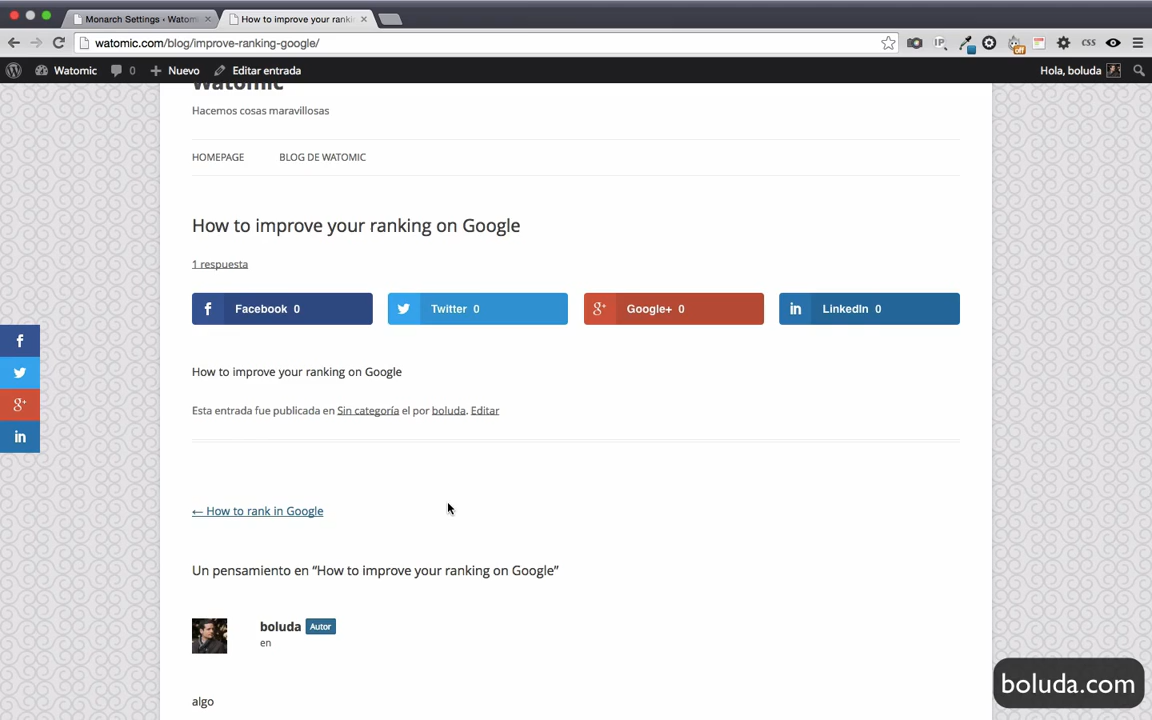 Monarch Settings ‹ Watom
How to improve your rankin
watomic.com/blog/improve-ranking-google/
IP
off
CSS
Watomic
0
Nuevo
Editar entrada
Hola, boluda
Watomic
Hacemos cosas maravillosas
HOMEPAGE
BLOG DE WATOMIC
How to improve your ranking on Google
1 respuesta
Facebook 0
Twitter 0
Google+ 0
LinkedIn 0
How to improve your ranking on Google
Esta entrada fue publicada en Sin categoría el por boluda. Editar
← How to rank in Google
Un pensamiento en “How to improve your ranking on Google”
boluda Autor
en
algo
boluda.com